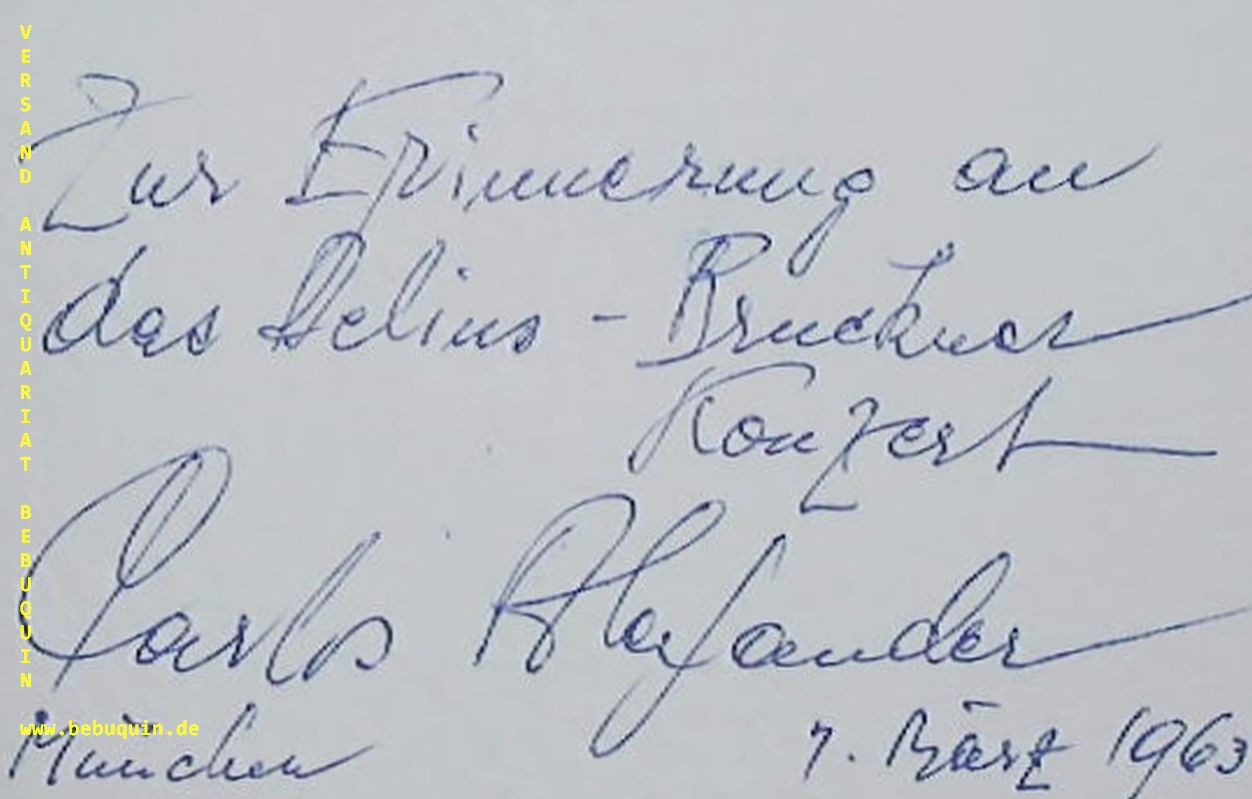 Zur Erinnerung an
das Delius - Bruckner
Konzert
Carlos Alexander
München 7. März 1963
VERSAND ANTIQUARIAT BEBUQUIN
www.bebuquin.de